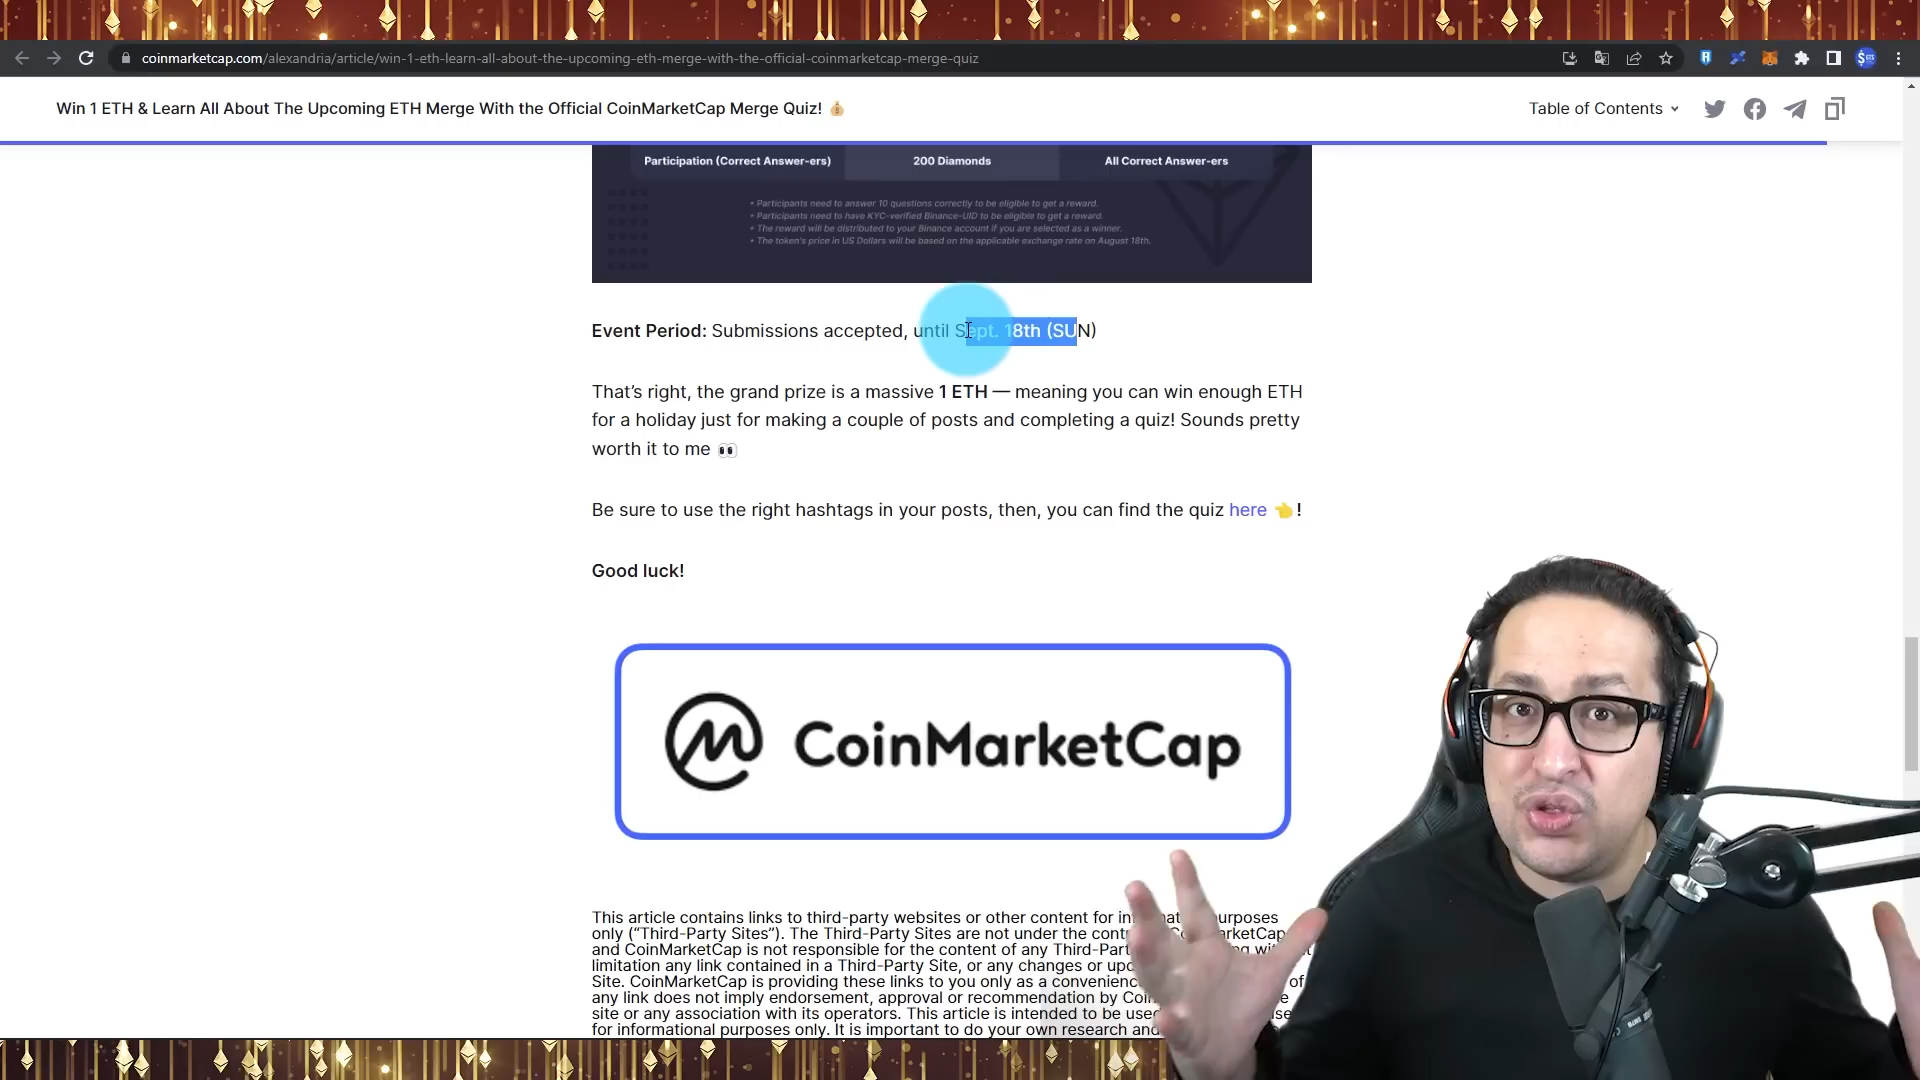 coinmarketcap.com/alexandria/article/win-1-eth-learn-all-about-the-upcoming-eth-merge-with-the-official-coinmarketcap-merge-quiz
Win 1 ETH & Learn All About The Upcoming ETH Merge With the Official CoinMarketCap Merge Quiz! 💰
Table of Contents
Participation (Correct Answer-ers) 200 Diamonds All Correct Answer-ers
• Participants need to answer 10 questions correctly to be eligible to get a reward.
• Participants need to have KYC-verified Binance-UID to be eligible to get a reward.
• The reward will be distributed to your Binance account if you are selected as a winner.
• The token's price in US Dollars will be based on the applicable exchange rate on August 18th.
Event Period: Submissions accepted, until Sept. 18th (SUN)
That's right, the grand prize is a massive 1 ETH — meaning you can win enough ETH
for a holiday just for making a couple of posts and completing a quiz! Sounds pretty
worth it to me 👀
Be sure to use the right hashtags in your posts, then, you can find the quiz here 👈!
Good luck!
CoinMarketCap
This article contains links to third-party websites or other content for purposes
only ("Third-Party Sites"). The Third-Party Sites are not under the
and CoinMarketCap is not responsible for the content of any
limitation any link contained in a Third-Party Site, or any changes or
Site. CoinMarketCap is providing these links to you only as a of
any link does not imply endorsement, approval or recommendation by
site or any association with its operators. This article is intended to be
for informational purposes only. It is important to do your own research